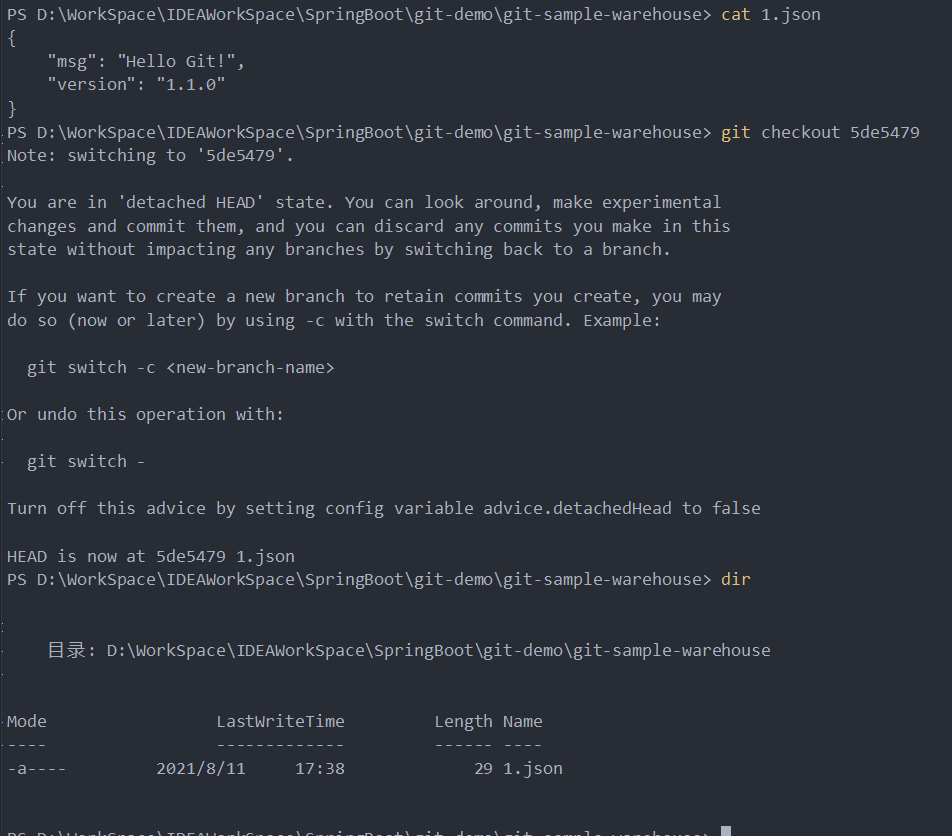 PS D:\WorkSpace\IDEAWorkSpace\SpringBoot\git-demo\git-sample-warehouse> cat 1.json
{
    "msg": "Hello Git!",
    "version": "1.1.0"
}
PS D:\WorkSpace\IDEAWorkSpace\SpringBoot\git-demo\git-sample-warehouse> git checkout 5de5479
Note: switching to '5de5479'.
You are in 'detached HEAD' state. You can look around, make experimental
changes and commit them, and you can discard any commits you make in this
state without impacting any branches by switching back to a branch.
If you want to create a new branch to retain commits you create, you may
do so (now or later) by using -c with the switch command. Example:
  git switch -c <new-branch-name>
Or undo this operation with:
  git switch -
Turn off this advice by setting config variable advice.detachedHead to false
HEAD is now at 5de5479 1.json
PS D:\WorkSpace\IDEAWorkSpace\SpringBoot\git-demo\git-sample-warehouse> dir
    目录: D:\WorkSpace\IDEAWorkSpace\SpringBoot\git-demo\git-sample-warehouse
Mode                 LastWriteTime         Length Name
----                 -------------         ------ ----
-a----         2021/8/11     17:38             29 1.json
PS D:\WorkSpace\IDEAWorkSpace\SpringBoot\git-demo\git-sample-warehouse>